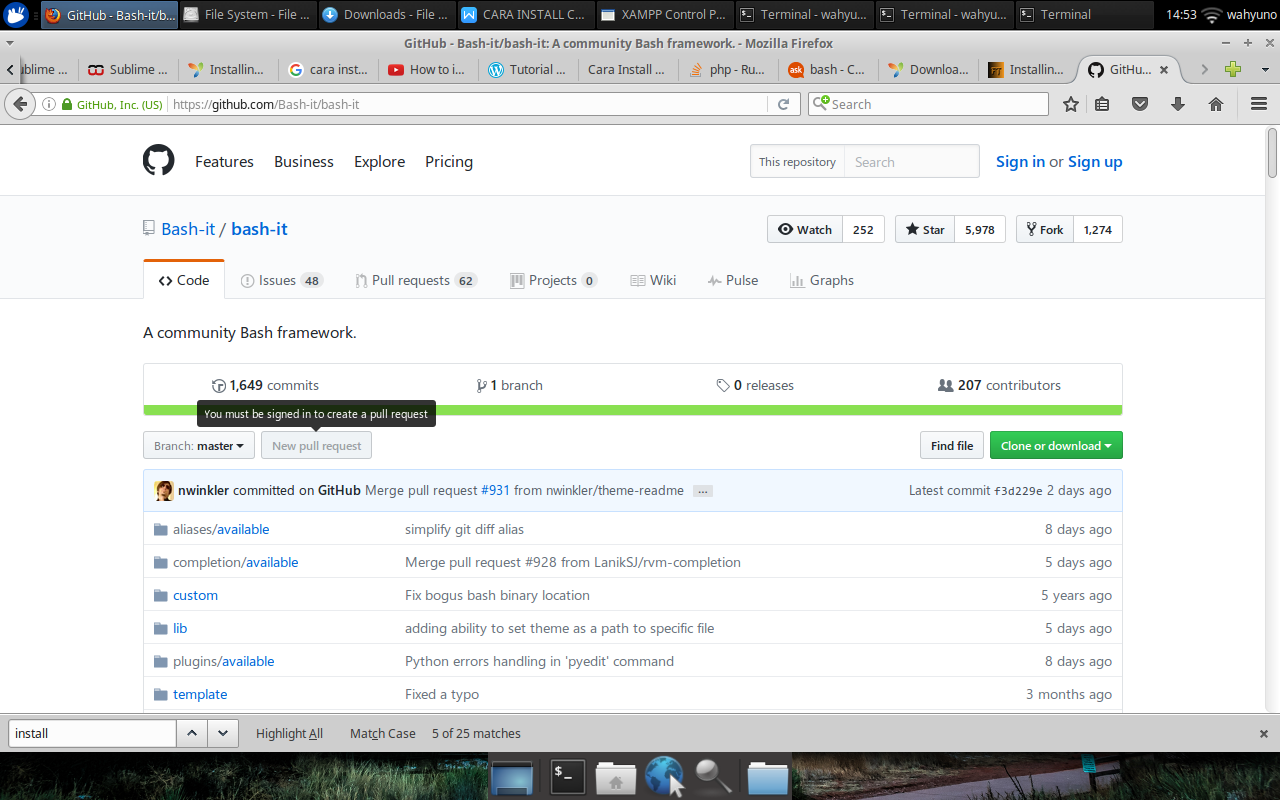 GitHub - Bash-it/b... File System - File ... Downloads - File ... CARA INSTALL C... XAMPP Control P... Terminal - wahyu... Terminal - wahyu... Terminal 14:53 wahyuno
GitHub - Bash-it/bash-it: A community Bash framework. - Mozilla Firefox
ublime ... Sublime ... Installin... cara inst... How to i... Tutorial ... Cara Install ... php - Ru... bash - C... Downloa... Installin... GitHu...
GitHub, Inc. (US) https://github.com/Bash-it/bash-it Search
Features Business Explore Pricing This repository Search Sign in or Sign up
Bash-it / bash-it Watch 252 Star 5,978 Fork 1,274
Code Issues 48 Pull requests 62 Projects 0 Wiki Pulse Graphs
A community Bash framework.
1,649 commits 1 branch 0 releases 207 contributors
You must be signed in to create a pull request
Branch: master New pull request Find file Clone or download
nwinkler committed on GitHub Merge pull request #931 from nwinkler/theme-readme ... Latest commit f3d229e 2 days ago
aliases/available simplify git diff alias 8 days ago
completion/available Merge pull request #928 from LanikSJ/rvm-completion 5 days ago
custom Fix bogus bash binary location 5 years ago
lib adding ability to set theme as a path to specific file 5 days ago
plugins/available Python errors handling in 'pyedit' command 8 days ago
template Fixed a typo 3 months ago
install Highlight All Match Case 5 of 25 matches